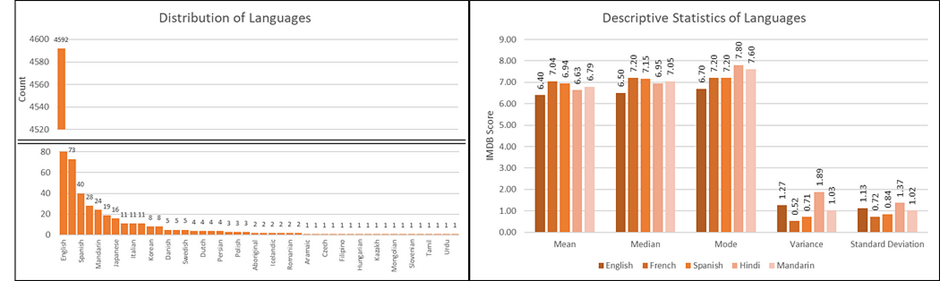 Distribution of Languages
Count
4600
4580
4560
4540
4520
80
60
40
20
0
4592
73
40
28
24
19
16
11 11 11
8 8
5 5 5
4 4 4 4
3 3 3
2 2 2 2 2 2
1 1 1 1 1 1 1 1 1 1 1 1 1 1 1 1 1
English
Spanish
Mandarin
Japanese
Italian
Korean
Danish
Swedish
Dutch
Persian
Polish
Aboriginal
Icelandic
Romanian
Aramaic
Czech
Filipino
Hungarian
Kazakh
Mongolian
Slovenian
Tamil
Urdu
Descriptive Statistics of Languages
IMDB Score
9.00
8.00
7.00
6.00
5.00
4.00
3.00
2.00
1.00
0.00
6.40 7.04 6.94 6.63 6.79
6.50 7.20 7.15 6.95 7.05
6.70 7.20 7.20 7.80 7.60
1.27 0.52 0.71 1.89 1.03
1.13 0.72 0.84 1.37 1.02
Mean Median Mode Variance Standard Deviation
English French Spanish Hindi Mandarin